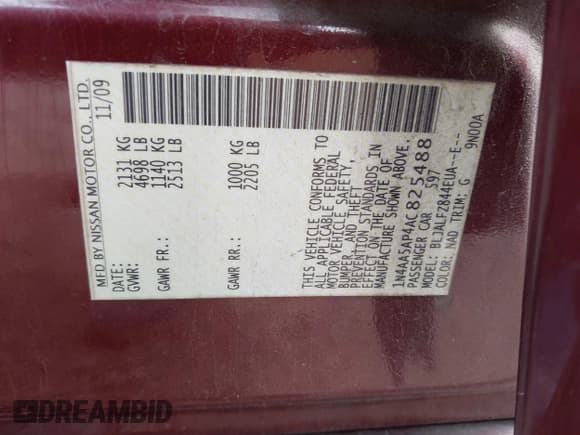 MFD BY NISSAN MOTOR CO., LTD.
DATE: 11/09
GVWR: 2131 KG
4698 LB
GAWR FR: 1140 KG
2513 LB
GAWR RR: 1000 KG
2205 LB
THIS VEHICLE CONFORMS TO
ALL APPLICABLE FEDERAL
MOTOR VEHICLE SAFETY,
BUMPER, AND THEFT
PREVENTION STANDARDS IN
EFFECT ON THE DATE OF
MANUFACTURE SHOWN ABOVE.
1N4AA5AP4AC825488
PASSENGER CAR S97
MODEL: BLJALF2844EUA--E--
COLOR: NAD TRIM: G 9N00A
DREAMBID